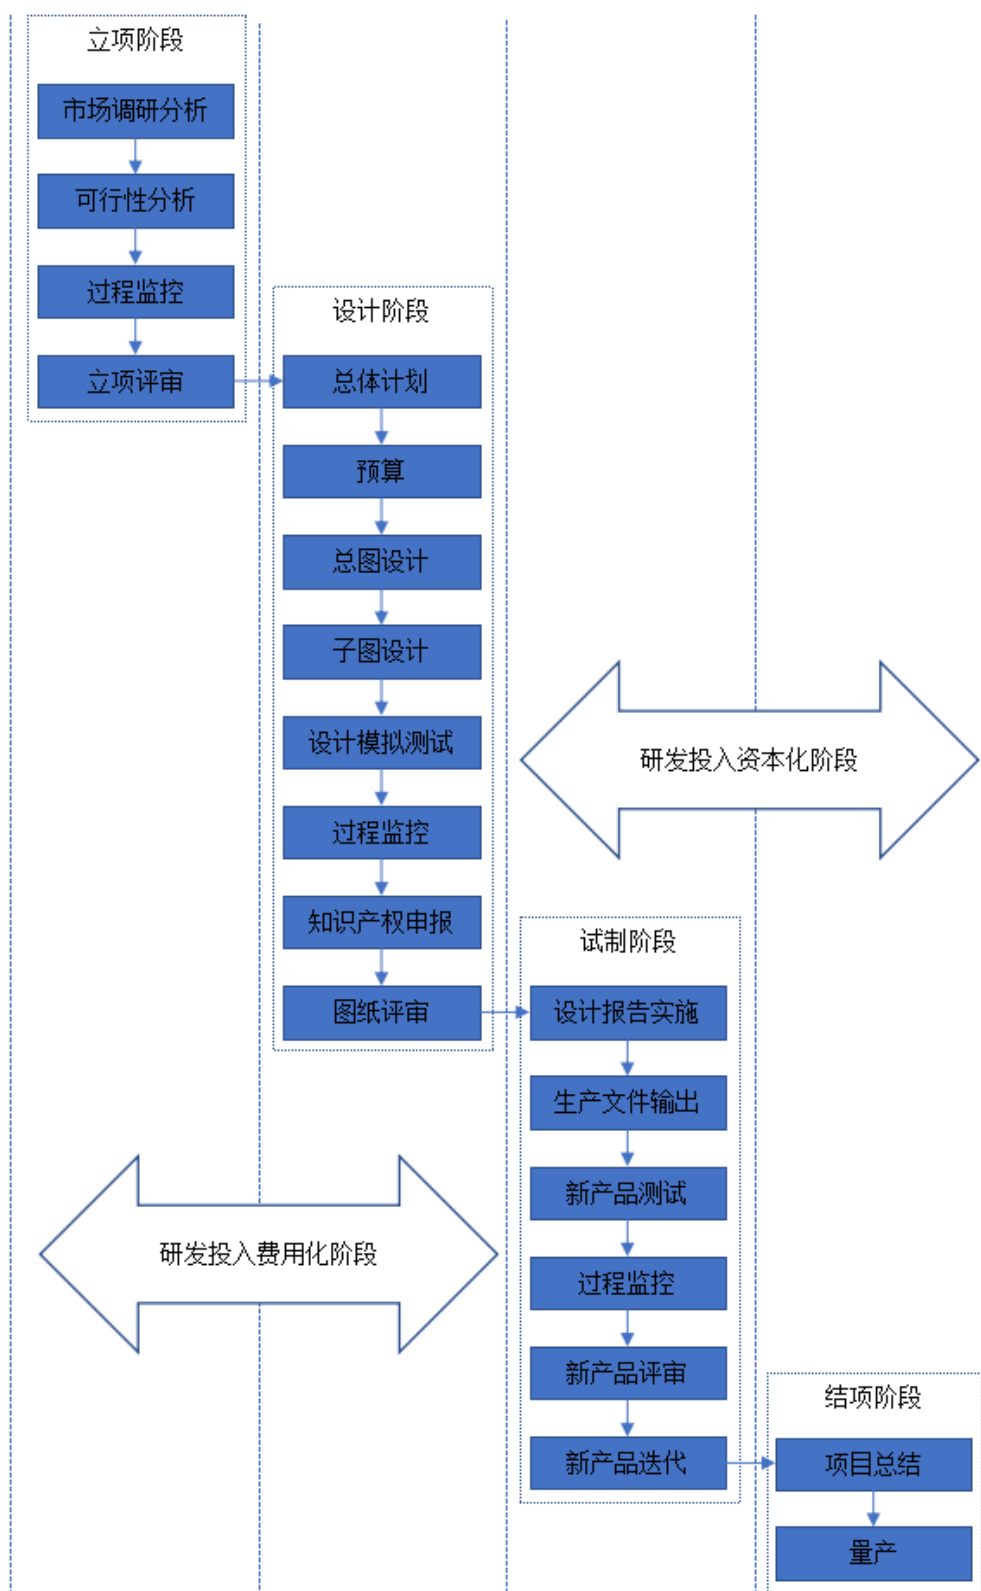 立项阶段
市场调研分析
可行性分析
过程监控
立项评审
设计阶段
总体计划
预算
总图设计
子图设计
设计模拟测试
过程监控
知识产权申报
图纸评审
研发投入资本化阶段
研发投入费用化阶段
试制阶段
设计报告实施
生产文件输出
新产品测试
过程监控
新产品评审
新产品迭代
结项阶段
项目总结
量产